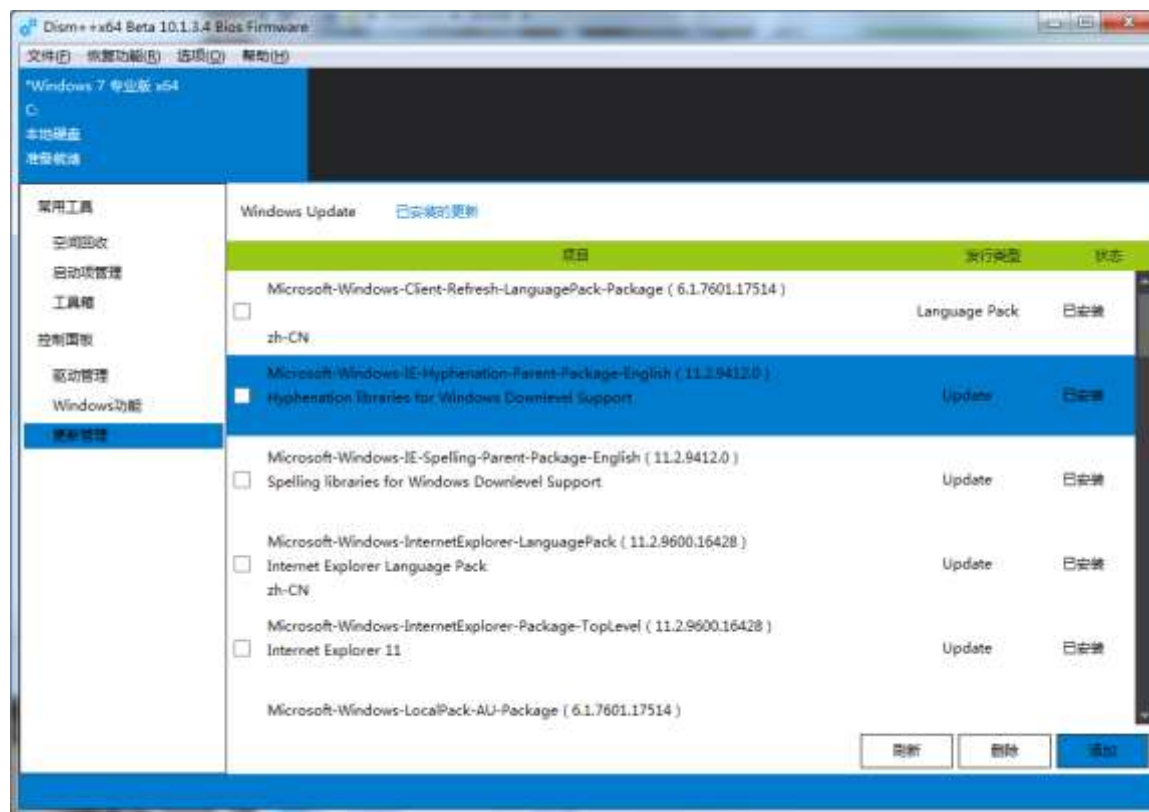 Dism++x64 Beta 10.1.3.4 Bios Firmware
文件(F) 恢复功能(R) 选项(O) 帮助(H)
*Windows 7 专业版 x64
C:
本地硬盘
准备就绪
常用工具
空间回收
启动项管理
工具箱
控制面板
驱动管理
Windows功能
更新管理
Windows Update 已安装的更新
项目 发行类型 状态
Microsoft-Windows-Client-Refresh-LanguagePack-Package ( 6.1.7601.17514 )
Language Pack 已安装
zh-CN
Microsoft-Windows-IE-Hyphenation-Parent-Package-English ( 11.2.9412.0 )
Hyphenation libraries for Windows Downlevel Support Update 已安装
Microsoft-Windows-IE-Spelling-Parent-Package-English ( 11.2.9412.0 )
Spelling libraries for Windows Downlevel Support Update 已安装
Microsoft-Windows-InternetExplorer-LanguagePack ( 11.2.9600.16428 )
Internet Explorer Language Pack Update 已安装
zh-CN
Microsoft-Windows-InternetExplorer-Package-TopLevel ( 11.2.9600.16428 )
Internet Explorer 11 Update 已安装
Microsoft-Windows-LocalPack-AU-Package ( 6.1.7601.17514 )
刷新 删除 添加